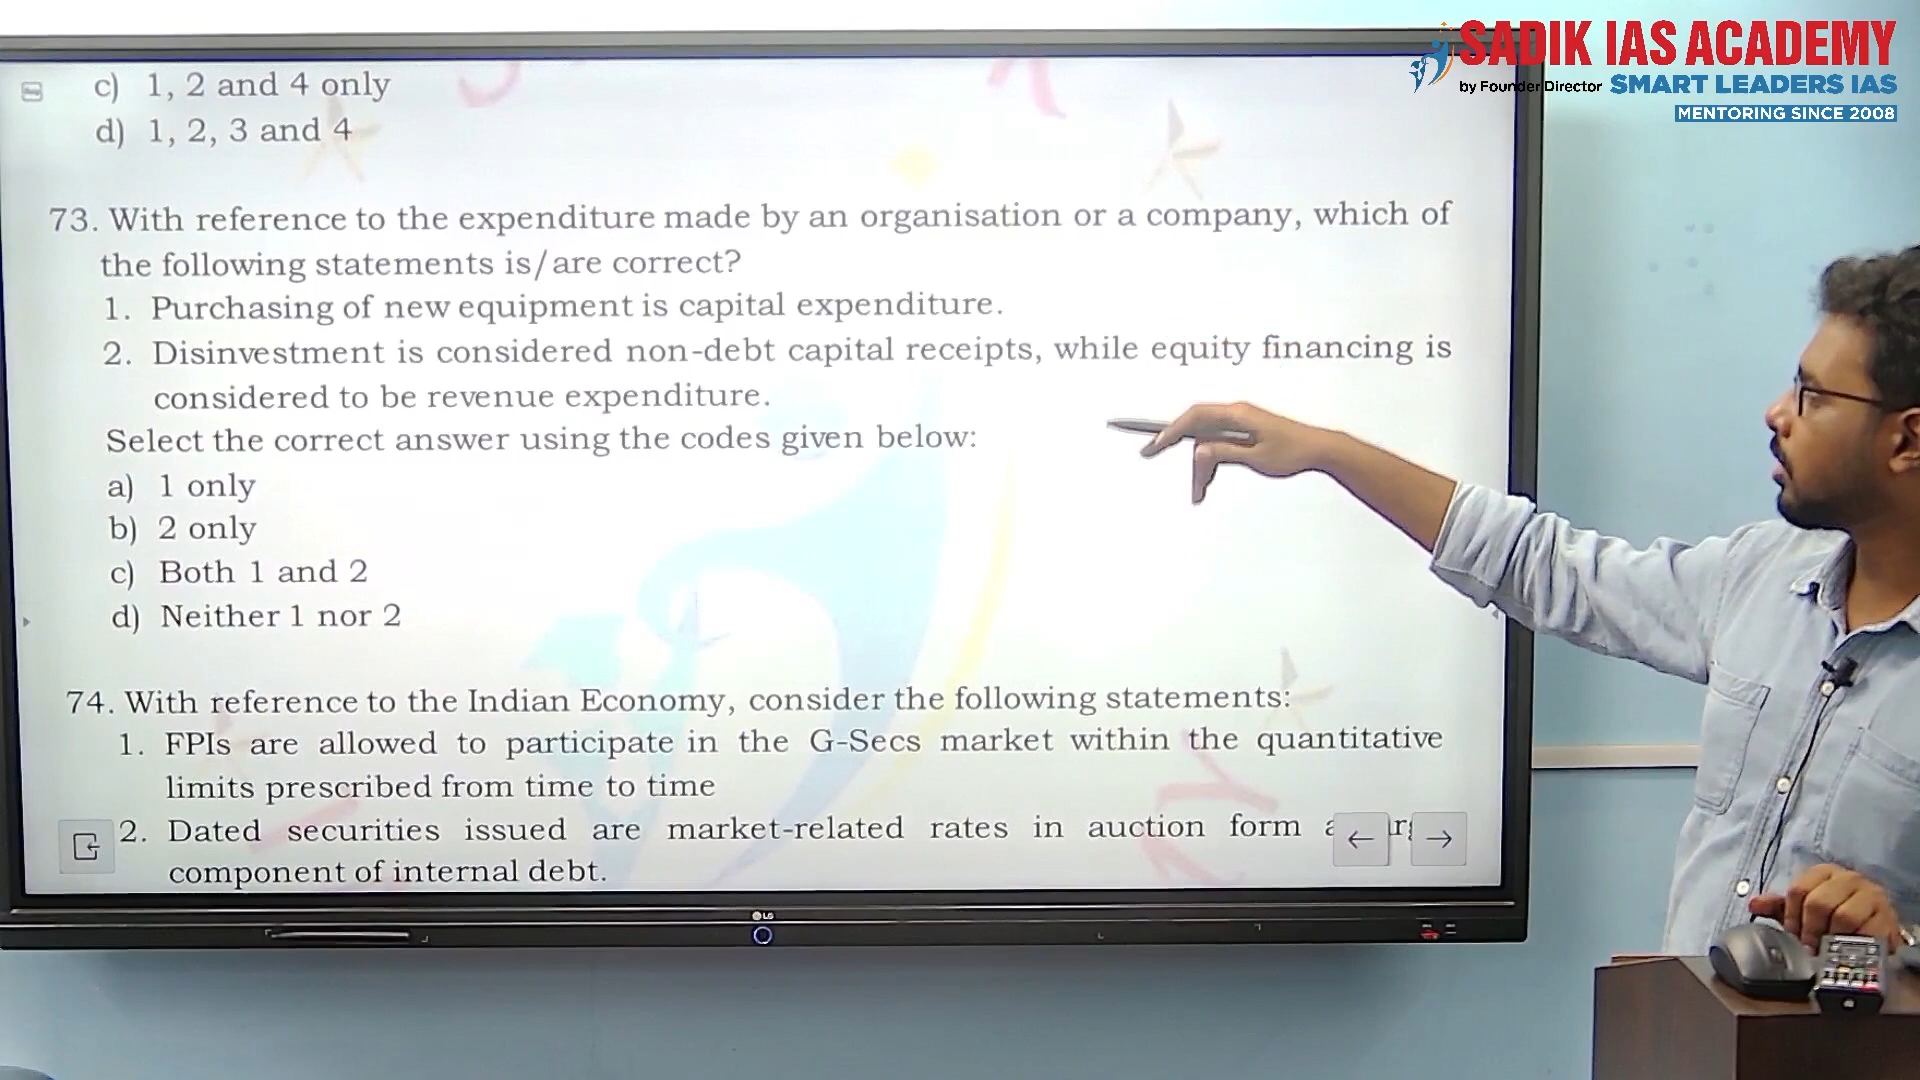 SADIK IAS ACADEMY
by Founder Director SMART LEADERS IAS
MENTORING SINCE 2008
c) 1, 2 and 4 only
d) 1, 2, 3 and 4
73. With reference to the expenditure made by an organisation or a company, which of
the following statements is/are correct?
1. Purchasing of new equipment is capital expenditure.
2. Disinvestment is considered non-debt capital receipts, while equity financing is
considered to be revenue expenditure.
Select the correct answer using the codes given below:
a) 1 only
b) 2 only
c) Both 1 and 2
d) Neither 1 nor 2
74. With reference to the Indian Economy, consider the following statements:
1. FPIs are allowed to participate in the G-Secs market within the quantitative
limits prescribed from time to time
2. Dated securities issued are market-related rates in auction form
component of internal debt.
LG